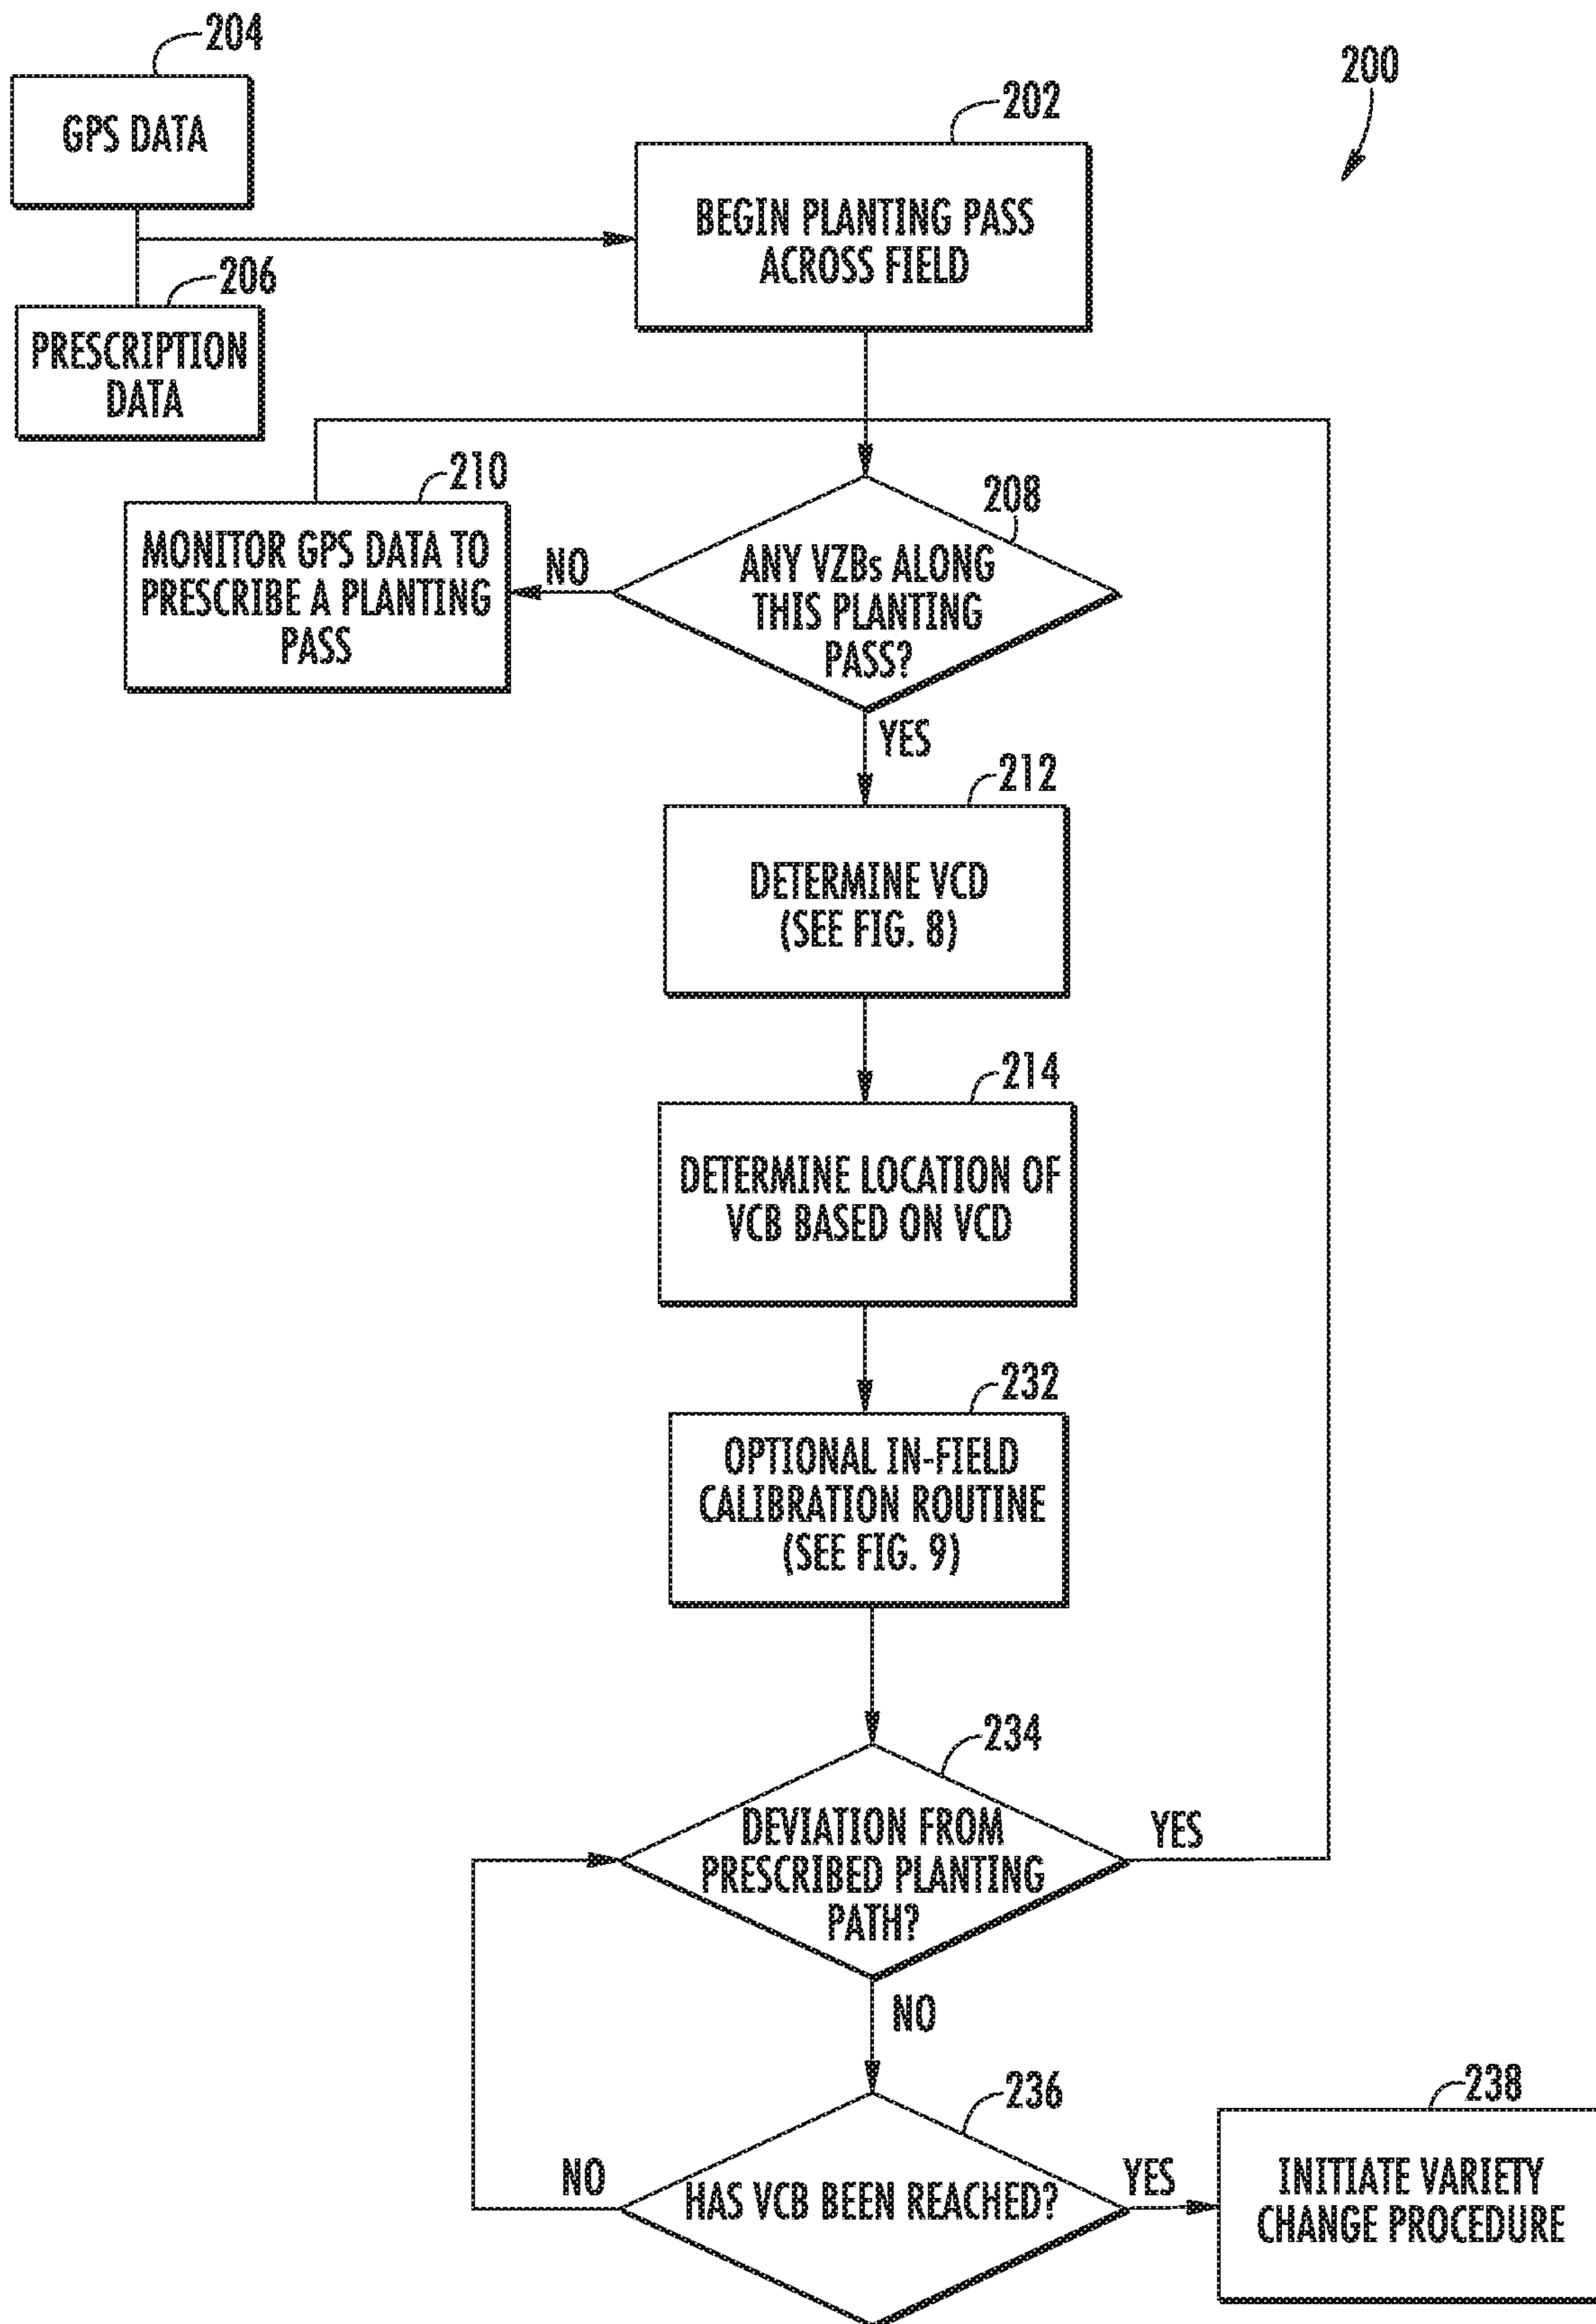 204
200
GPS DATA
202
BEGIN PLANTING PASS
ACROSS FIELD
206
PRESCRIPTION
DATA
210
MONITOR GPS DATA TO
PRESCRIBE A PLANTING
PASS
NO
208
ANY VZBs ALONG
THIS PLANTING
PASS?
YES
212
DETERMINE VCD
(SEE FIG. 8)
214
DETERMINE LOCATION OF
VCB BASED ON VCD
232
OPTIONAL IN-FIELD
CALIBRATION ROUTINE
(SEE FIG. 9)
234
DEVIATION FROM
PRESCRIBED PLANTING
PATH?
YES
NO
236
HAS VCB BEEN REACHED?
NO
YES
238
INITIATE VARIETY
CHANGE PROCEDURE